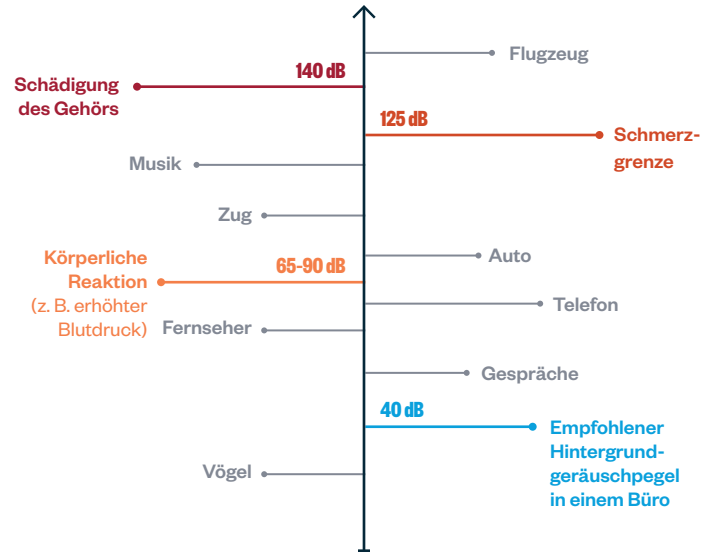 Flugzeug
140 dB
Schädigung
des Gehörs
125 dB
Schmerz-
grenze
Musik
Zug
Auto
Körperliche
Reaktion
(z. B. erhöhter
Blutdruck)
65-90 dB
Telefon
Fernseher
Gespräche
40 dB
Empfohlener
Hintergrund-
geräuschpegel
in einem Büro
Vögel